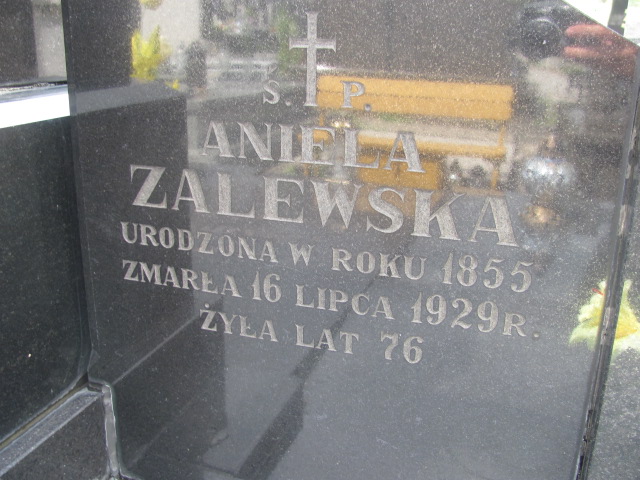 Ś. P.
ANIELA
ZALEWSKA
URODZONA W ROKU 1855
ZMARŁA 16 LIPCA 1929 R.
ŻYŁA LAT 76